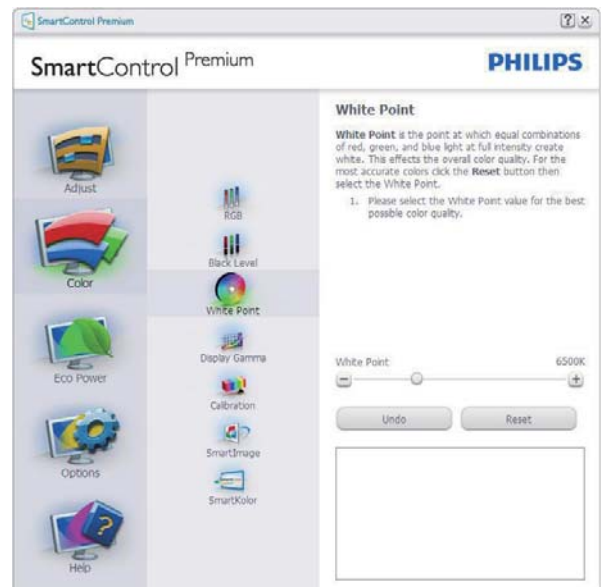 SmartControl Premium
SmartControl Premium
PHILIPS
Adjust
Color
Eco Power
Options
Help
RGB
Black Level
White Point
Display Gamma
Calibration
SmartImage
SmartKolor
White Point
White Point is the point at which equal combinations
of red, green, and blue light at full intensity create
white. This effects the overall color quality. For the
most accurate colors click the Reset button then
select the White Point.
1. Please select the White Point value for the best
possible color quality.
White Point 6500K
Undo Reset